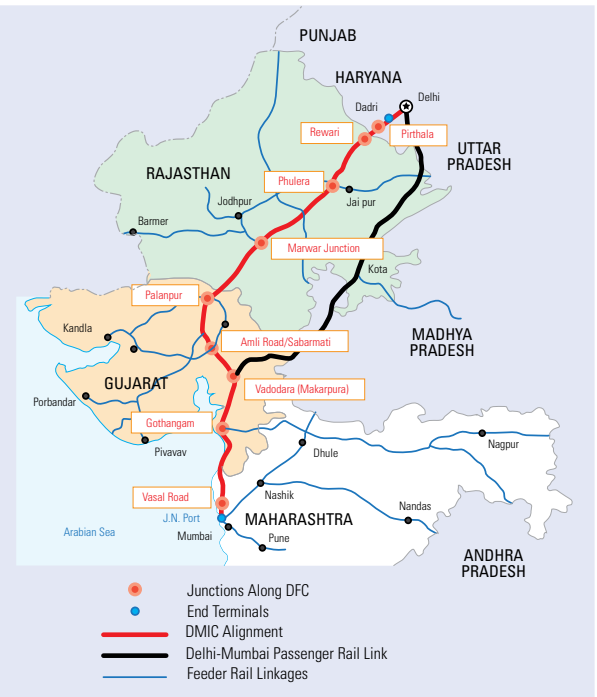 PUNJAB
HARYANA
Delhi
Dadri
Rewari
Pirthala
UTTAR
PRADESH
RAJASTHAN
Phulera
Jodhpur
Jai pur
Barmer
Marwar Junction
Kota
Palanpur
Kandla
Amli Road/Sabarmati
MADHYA
PRADESH
GUJARAT
Vadodara (Makarpura)
Porbandar
Gothangam
Pivavav
Dhule
Nagpur
Vasal Road
Nashik
Nandas
J.N. Port
MAHARASHTRA
Arabian Sea
Mumbai
Pune
ANDHRA
PRADESH
Junctions Along DFC
End Terminals
DMIC Alignment
Delhi-Mumbai Passenger Rail Link
Feeder Rail Linkages